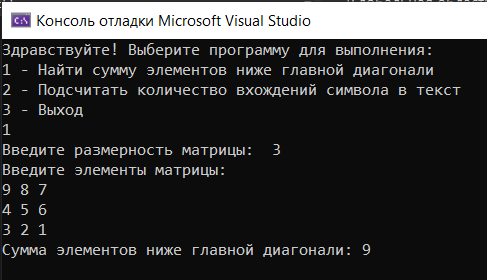 C:\
Консоль отладки Microsoft Visual Studio
Здравствуйте! Выберите программу для выполнения:
1 - Найти сумму элементов ниже главной диагонали
2 - Подсчитать количество вхождений символа в текст
3 - Выход
1
Введите размерность матрицы:  3
Введите элементы матрицы:
9 8 7
4 5 6
3 2 1
Сумма элементов ниже главной диагонали: 9